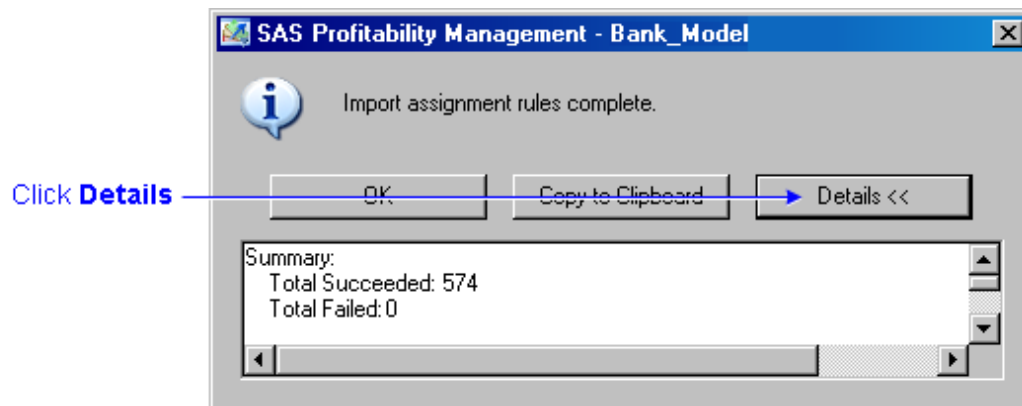 SAS Profitability Management - Bank_Model
Import assignment rules complete.
Click Details
OK
Copy to Clipboard
Details <<
Summary:
Total Succeeded: 574
Total Failed: 0